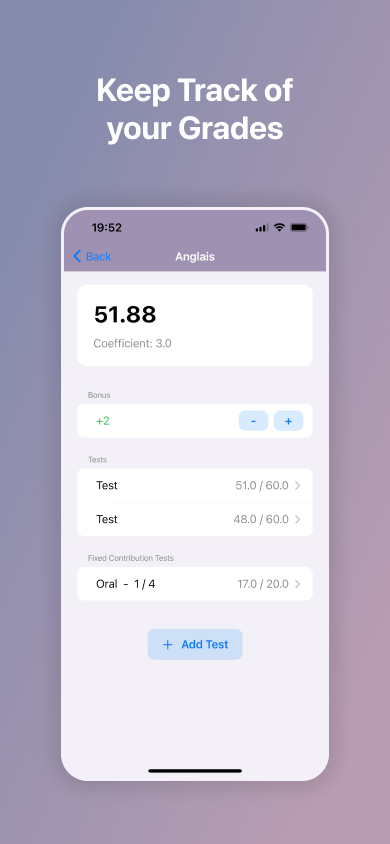 Keep Track of
your Grades
19:52
Back
Anglais
51.88
Coefficient: 3.0
Bonus
+2
-
+
Tests
Test
51.0 / 60.0
Test
48.0 / 60.0
Fixed Contribution Tests
Oral - 1 / 4
17.0 / 20.0
+ Add Test